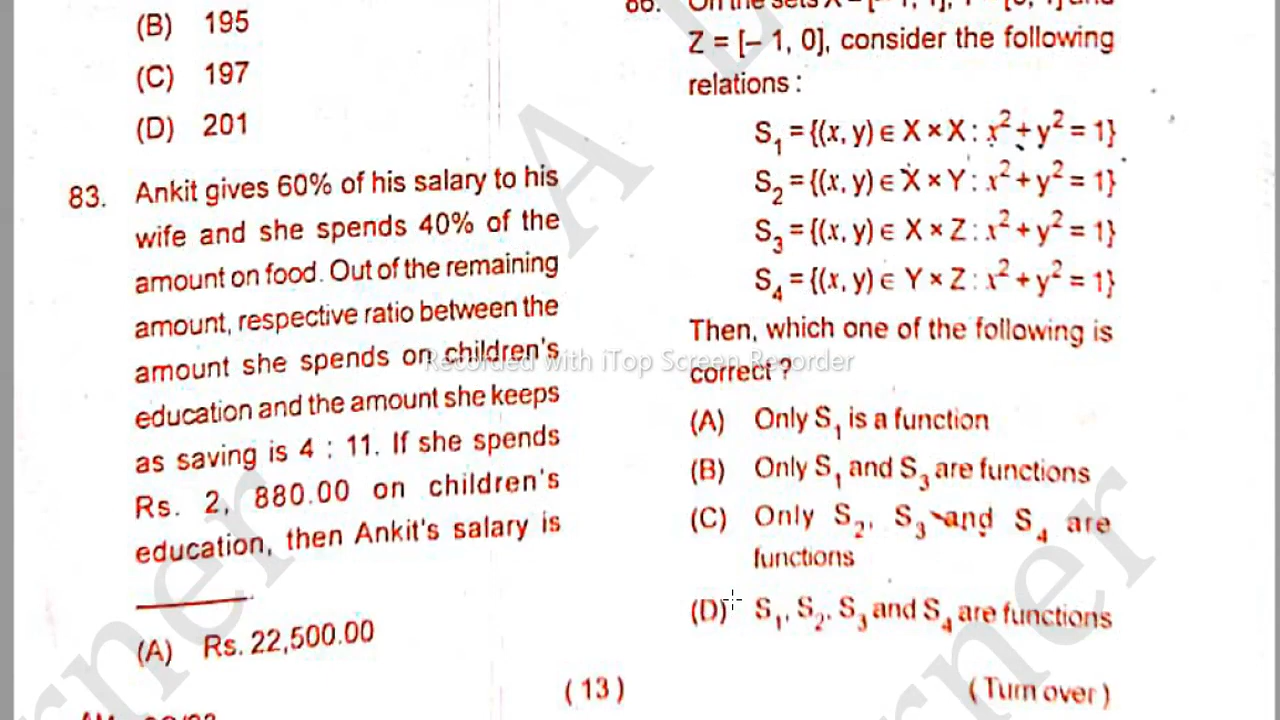 (B) 195
(C) 197
(D) 201
83. Ankit gives 60% of his salary to his
wife and she spends 40% of the
amount on food. Out of the remaining
amount, respective ratio between the
amount she spends on children's
education and the amount she keeps
as saving is 4 : 11. If she spends
Rs. 2, 880.00 on children's
education, then Ankit's salary is
(A) Rs. 22,500.00
Z = [– 1, 0], consider the following
relations :
S₁ = {(x, y) ∈ X × X : x² + y² = 1}
S₂ = {(x, y) ∈ X × Y : x² + y² = 1}
S₃ = {(x, y) ∈ X × Z : x² + y² = 1}
S₄ = {(x, y) ∈ Y × Z : x² + y² = 1}
Then, which one of the following is
correct ?
(A) Only S₁ is a function
(B) Only S₁ and S₃ are functions
(C) Only S₂, S₃ and S₄ are
functions
(D) S₁, S₂, S₃ and S₄ are functions
( 13 )
( Turn over )
Recorded with iTop Screen Recorder